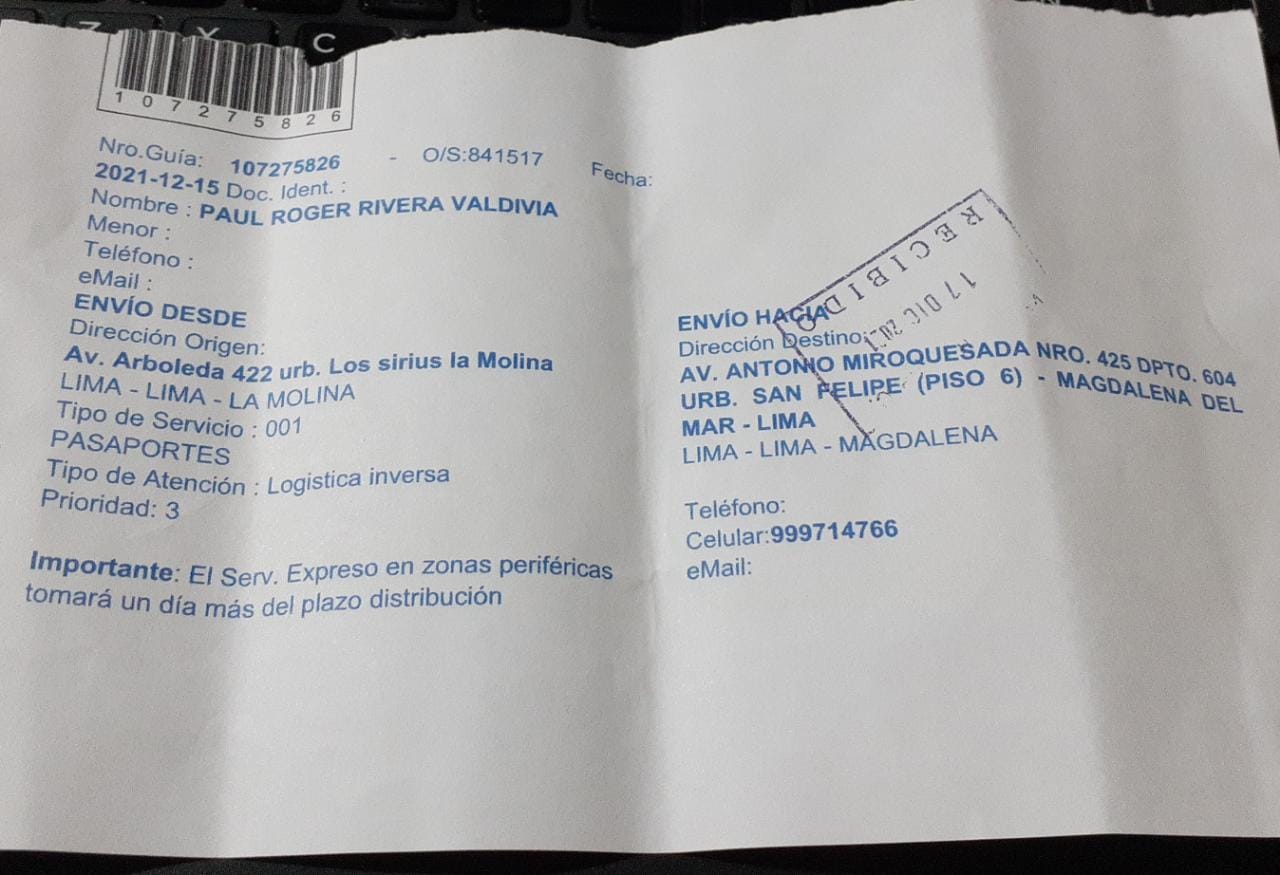 1 0 7 2 7 5 8 2 6
Nro.Guía: 107275826 - O/S:841517 Fecha:
2021-12-15 Doc. Ident. :
Nombre : PAUL ROGER RIVERA VALDIVIA
Menor :
Teléfono :
eMail :
ENVÍO DESDE
Dirección Origen:
Av. Arboleda 422 urb. Los sirius la Molina
LIMA - LIMA - LA MOLINA
Tipo de Servicio : 001
PASAPORTES
Tipo de Atención : Logistica inversa
Prioridad: 3
Importante: El Serv. Expreso en zonas periféricas
tomará un día más del plazo distribución
ENVÍO HACIA
Dirección Destino:
AV. ANTONIO MIROQUESADA NRO. 425 DPTO. 604
URB. SAN FELIPE (PISO 6) - MAGDALENA DEL
MAR - LIMA
LIMA - LIMA - MAGDALENA
Teléfono:
Celular:999714766
eMail:
RECIBIDO
17 DIC 2021
Z
X
C